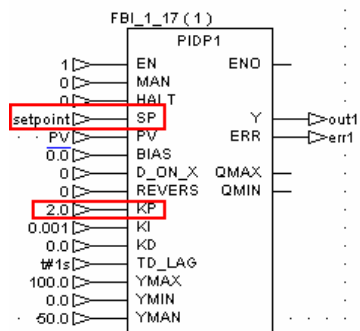 FBI_1_17 ( 1 )
PIDP1
1 EN ENO
0 MAN
0 HALT
setpoint SP Y out1
PV PV ERR err1
0.0 BIAS
0 D_ON_X QMAX
0 REVERS QMIN
2.0 KP
0.001 KI
0.0 KD
t#1s TD_LAG
100.0 YMAX
0.0 YMIN
50.0 YMAN